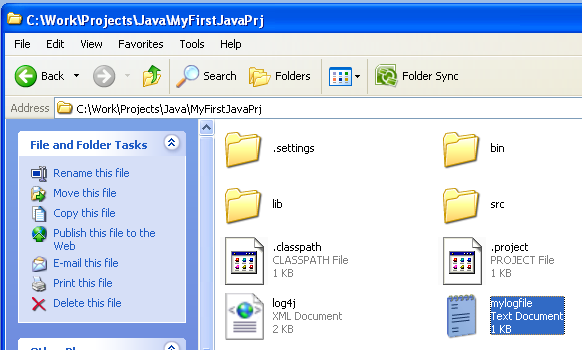 C:\Work\Projects\Java\MyFirstJavaPrj
File Edit View Favorites Tools Help
Back Search Folders Folder Sync
Address C:\Work\Projects\Java\MyFirstJavaPrj
File and Folder Tasks
Rename this file
Move this file
Copy this file
Publish this file to the
Web
E-mail this file
Print this file
Delete this file
.settings bin
lib src
.classpath .project
CLASSPATH File PROJECT File
1 KB 1 KB
log4j mylogfile
XML Document Text Document
2 KB 1 KB